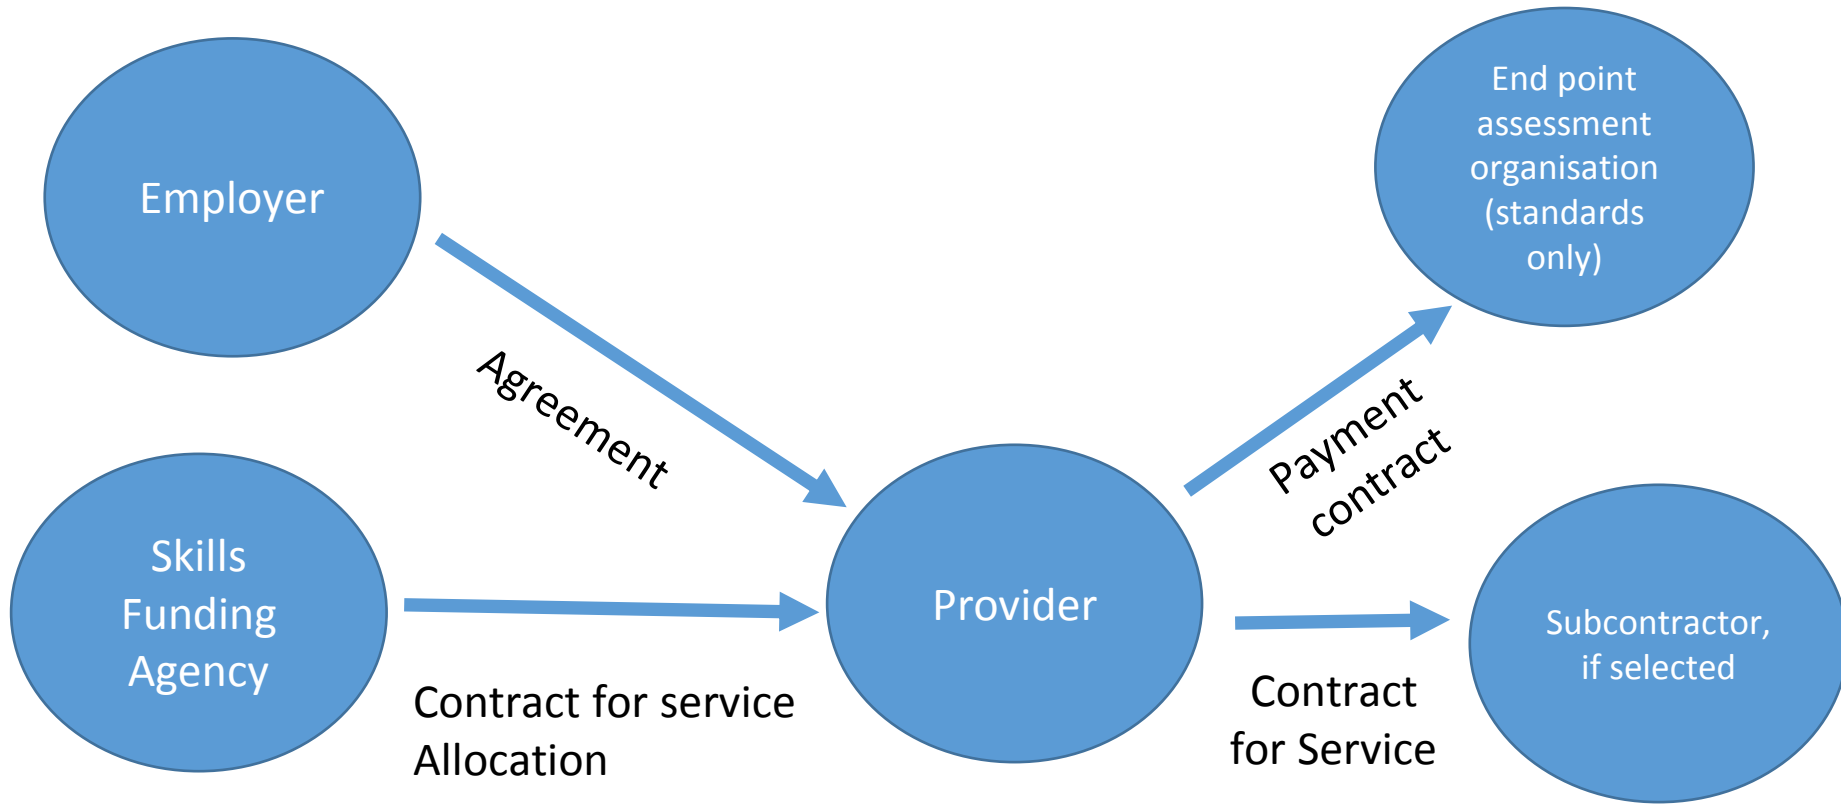 Employer
Agreement
Skills
Funding
Agency
Contract for service
Allocation
Provider
End point
assessment
organisation
(standards
only)
Payment
contract
Contract
for Service
Subcontractor,
if selected